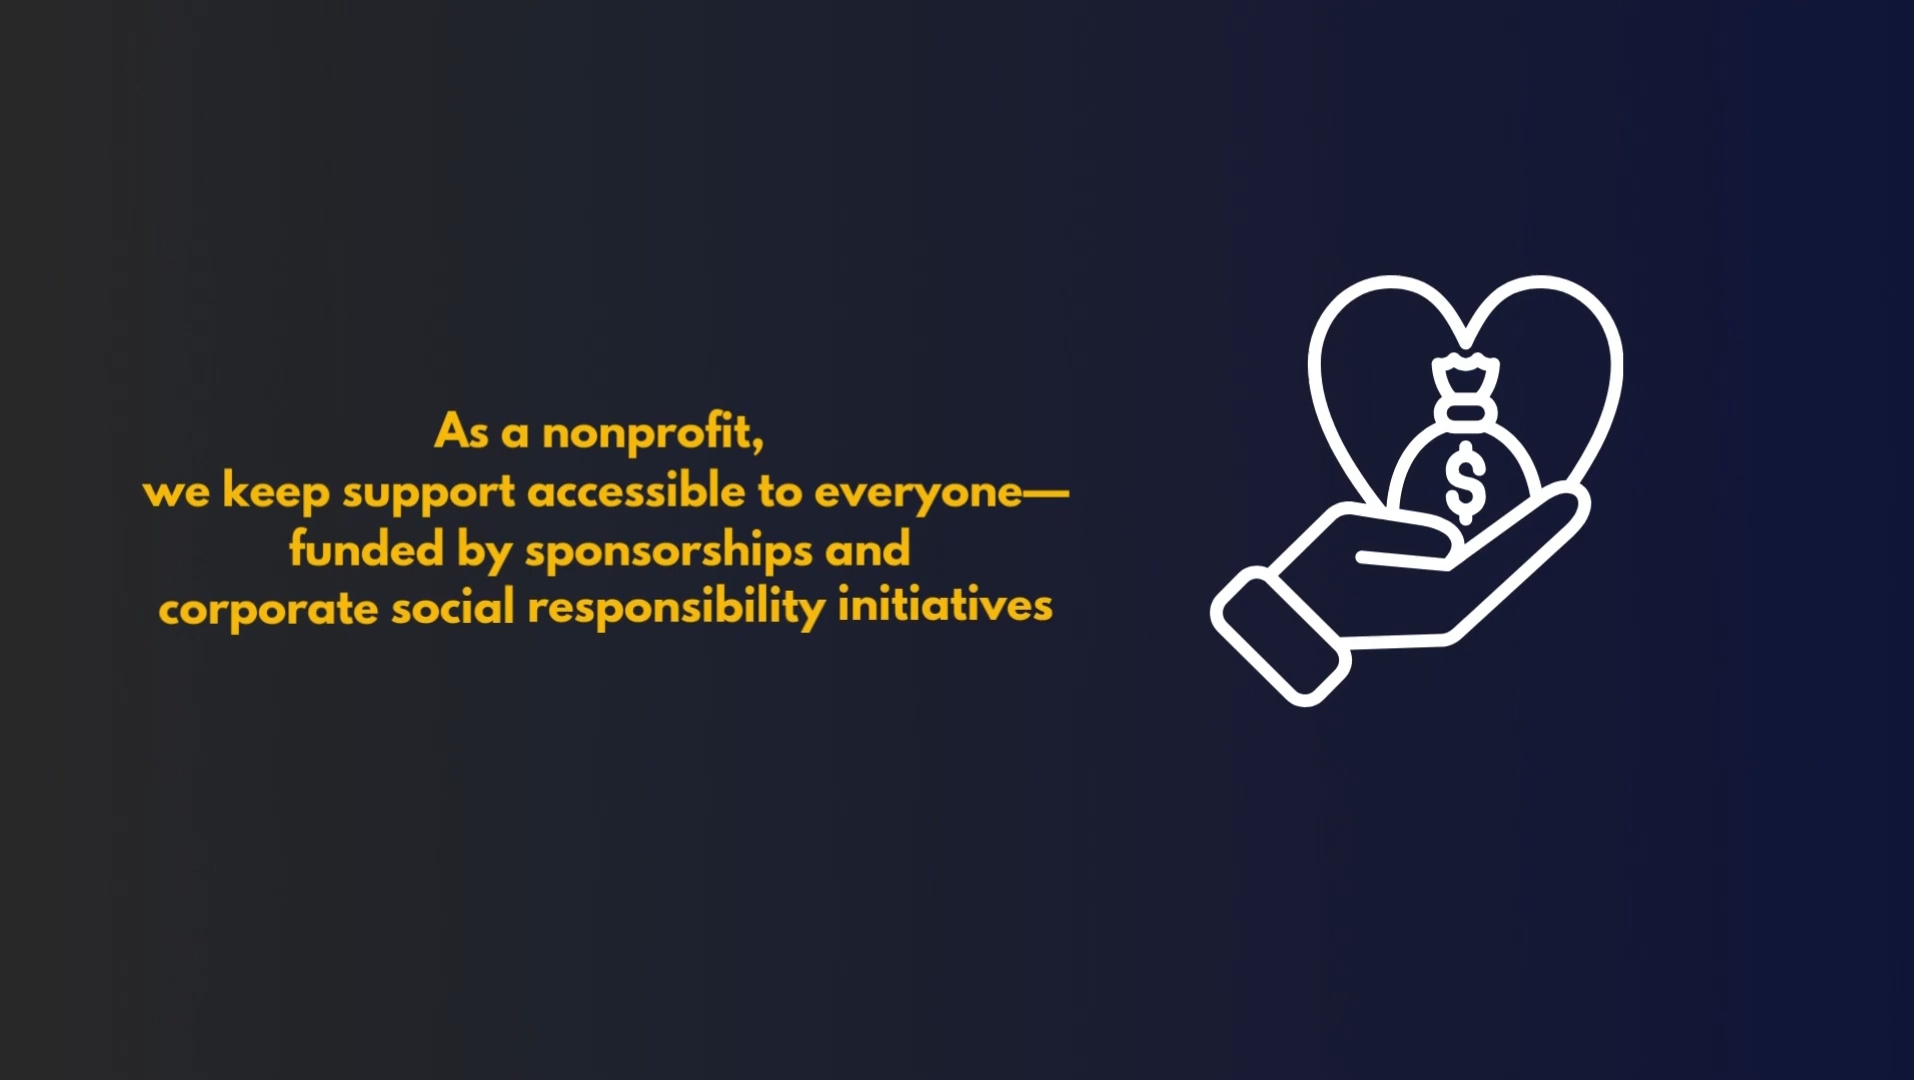 As a nonprofit,
we keep support accessible to everyone—
funded by sponsorships and
corporate social responsibility initiatives
$